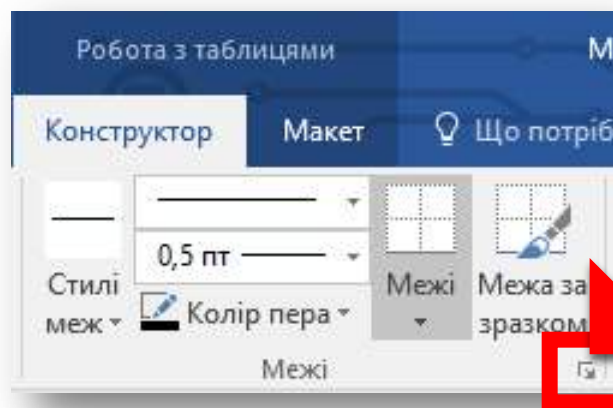 Робота з таблицями
М
Конструктор Макет Що потріб
0,5 пт
Стилі меж
Колір пера
Межі
Межа за зразком
Межі